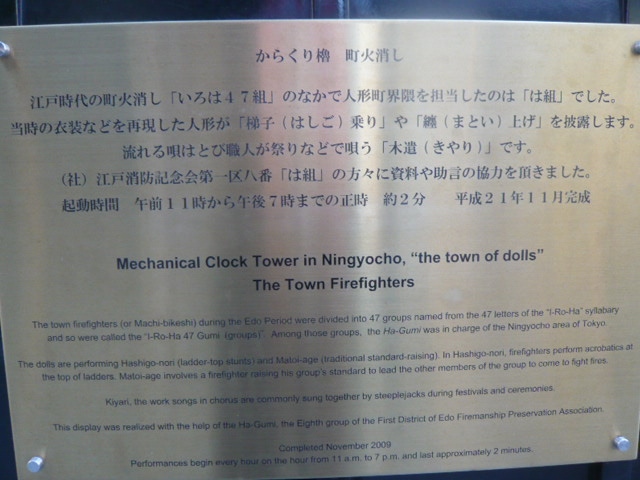 からくり櫓　町火消し
江戸時代の町火消し「いろは４７組」のなかで人形町界隈を担当したのは「は組」でした。
当時の衣装などを再現した人形が「梯子（はしご）乗り」や「纏（まとい）上げ」を披露します。
流れる唄はとび職人が祭りなどで唄う「木遣（きやり）」です。
（社）江戸消防記念会第一区八番「は組」の方々に資料や助言の協力を頂きました。
起動時間　午前１１時から午後７時までの正時　約２分　　平成２１年１１月完成
Mechanical Clock Tower in Ningyocho, “the town of dolls”
The Town Firefighters
The town firefighters (or Machi-bikeshi) during the Edo Period were divided into 47 groups named from the 47 letters of the “I-Ro-Ha” syllabary
and so were called the “I-Ro-Ha 47 Gumi (groups)”. Among those groups, the Ha-Gumi was in charge of the Ningyocho area of Tokyo.
The dolls are performing Hashigo-nori (ladder-top stunts) and Matoi-age (traditional standard-raising). In Hashigo-nori, firefighters perform acrobatics at
the top of ladders. Matoi-age involves a firefighter raising his group's standard to lead the other members of the group to come to fight fires.
Kiyari, the work songs in chorus are commonly sung together by steeplejacks during festivals and ceremonies.
This display was realized with the help of the Ha-Gumi, the Eighth group of the First District of Edo Firemanship Preservation Association.
Completed November 2009
Performances begin every hour on the hour from 11 a.m. to 7 p.m. and last approximately 2 minutes.